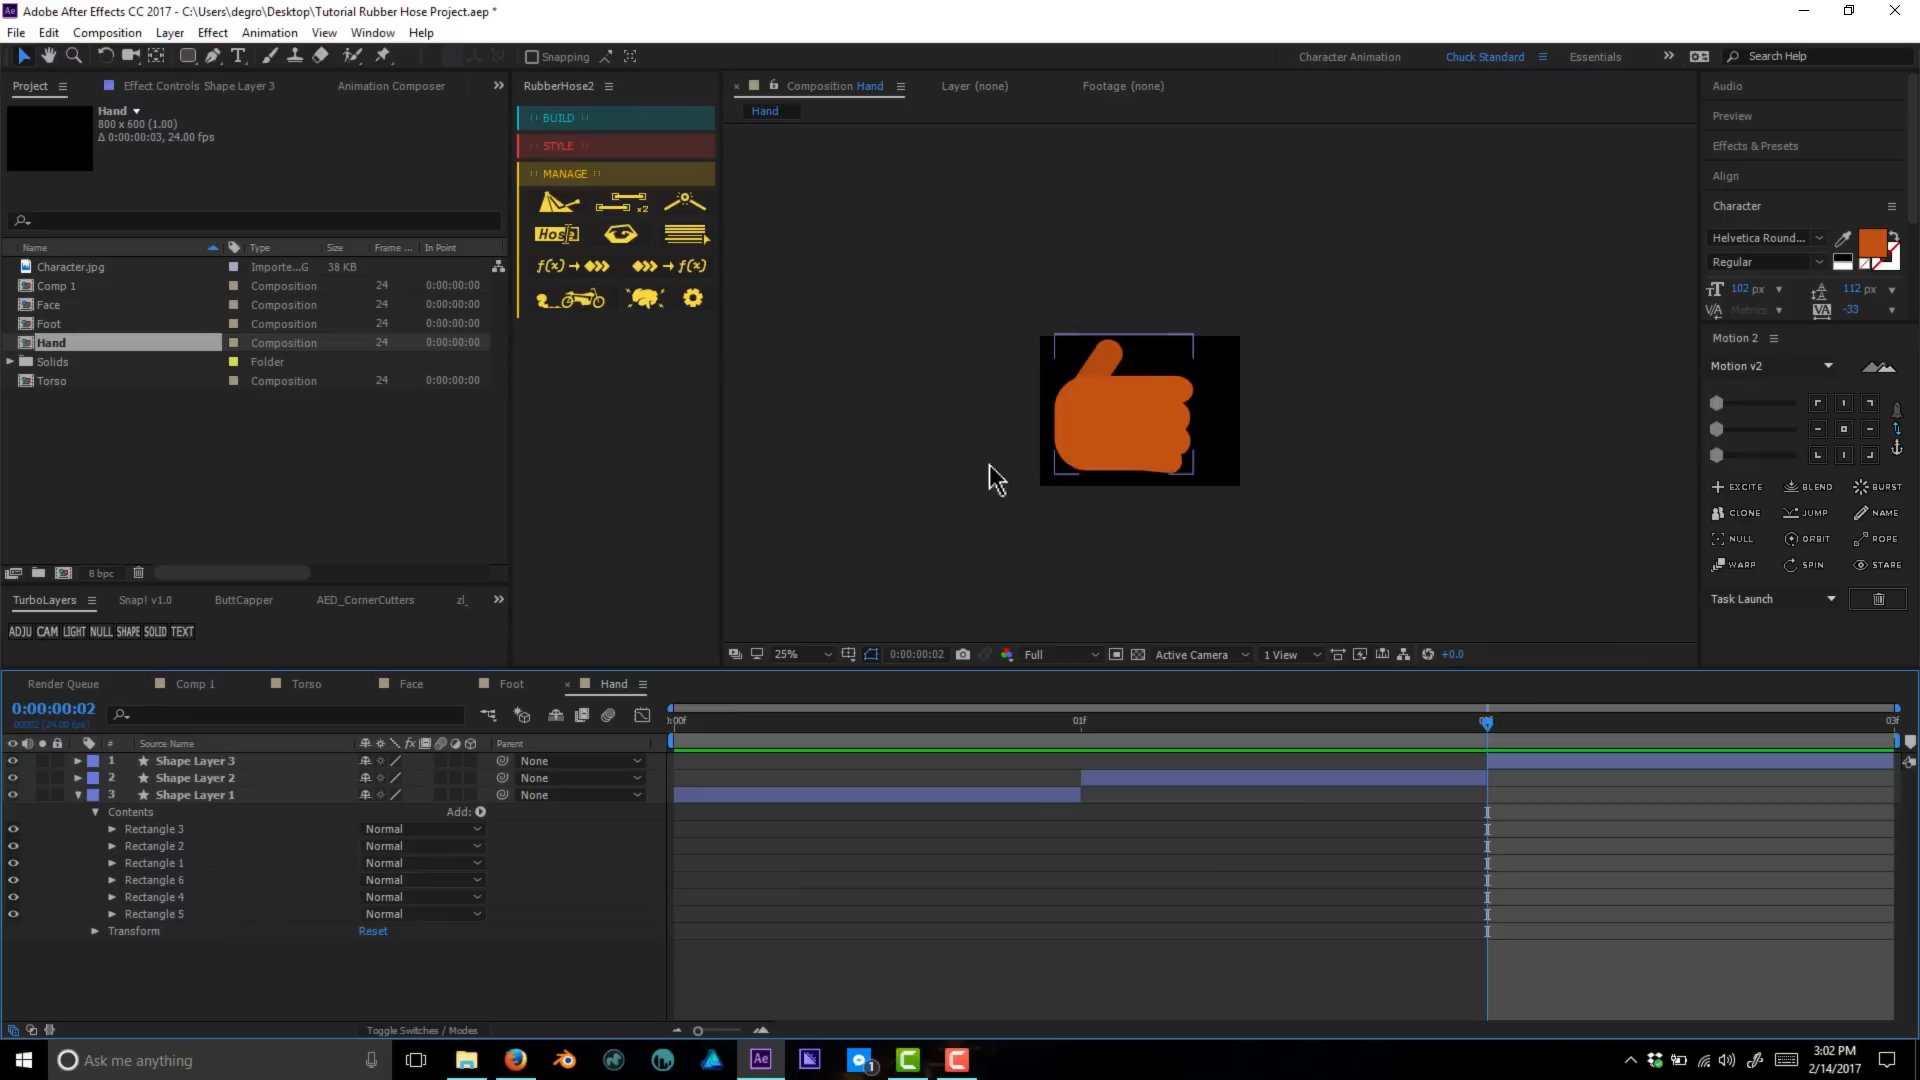 Adobe After Effects CC 2017 - C:\Users\degro\Desktop\Tutorial Rubber Hose Project.aep *
File Edit Composition Layer Effect Animation View Window Help
Snapping Character Animation Chuck Standard Essentials Search Help
Project Effect Controls Shape Layer 3 Animation Composer RubberHose2 Composition Hand Layer (none) Footage (none) Audio
Hand
800 x 600 (1.00)
Δ 0:00:00:03, 24.00 fps
BUILD
STYLE
MANAGE
x2
Hose
f(x)
f(x)
Hand
Preview
Effects & Presets
Align
Character
Helvetica Round...
Regular
102 px 112 px
Metrics -33
Motion 2
Motion v2
EXCITE BLEND BURST
CLONE JUMP NAME
NULL ORBIT ROPE
WARP SPIN STARE
Task Launch
Name Type Size Frame ... In Point
Character.jpg Importe...G 38 KB
Comp 1 Composition 24 0:00:00:00
Face Composition 24 0:00:00:00
Foot Composition 24 0:00:00:00
Hand Composition 24 0:00:00:00
Solids Folder
Torso Composition 24 0:00:00:00
8 bpc
TurboLayers Snap! v1.0 ButtCapper AED_CornerCutters zl_
ADJU CAM LIGHT NULL SHAPE SOLID TEXT
25% 0:00:00:02 Full Active Camera 1 View +0.0
Render Queue Comp 1 Torso Face Foot Hand
0:00:00:02
00002 (24.00 fps)
01f 03f
# Source Name fx Parent
1 Shape Layer 3 None
2 Shape Layer 2 None
3 Shape Layer 1 None
Contents Add:
Rectangle 3 Normal
Rectangle 2 Normal
Rectangle 1 Normal
Rectangle 6 Normal
Rectangle 4 Normal
Rectangle 5 Normal
Transform Reset
Toggle Switches / Modes
Ask me anything
Ae
1
3:02 PM
2/14/2017